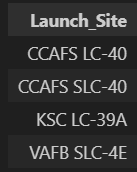 Launch_Site
CCAFS LC-40
CCAFS SLC-40
KSC LC-39A
VAFB SLC-4E